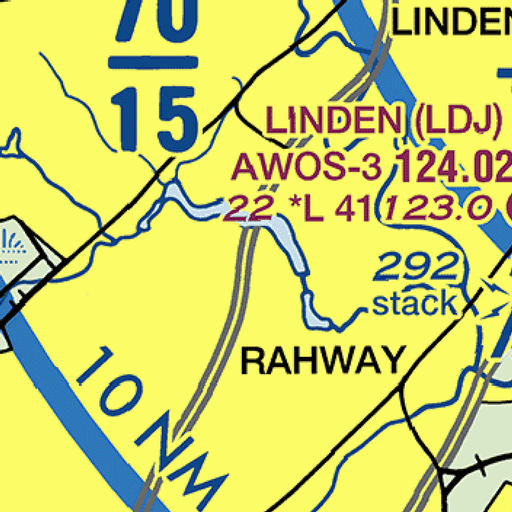 70
15
LINDEN
LINDEN (LDJ)
AWOS-3 124.02
22 *L 41 123.0
292
stack
RAHWAY
10 NM